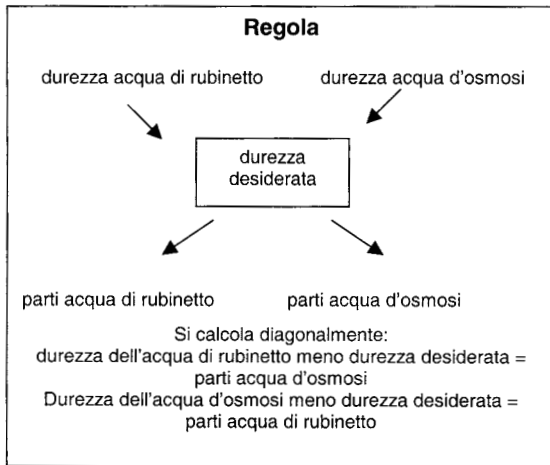 Regola
durezza acqua di rubinetto durezza acqua d'osmosi
durezza
desiderata
parti acqua di rubinetto parti acqua d'osmosi
Si calcola diagonalmente:
durezza dell'acqua di rubinetto meno durezza desiderata =
parti acqua d'osmosi
Durezza dell'acqua d'osmosi meno durezza desiderata =
parti acqua di rubinetto